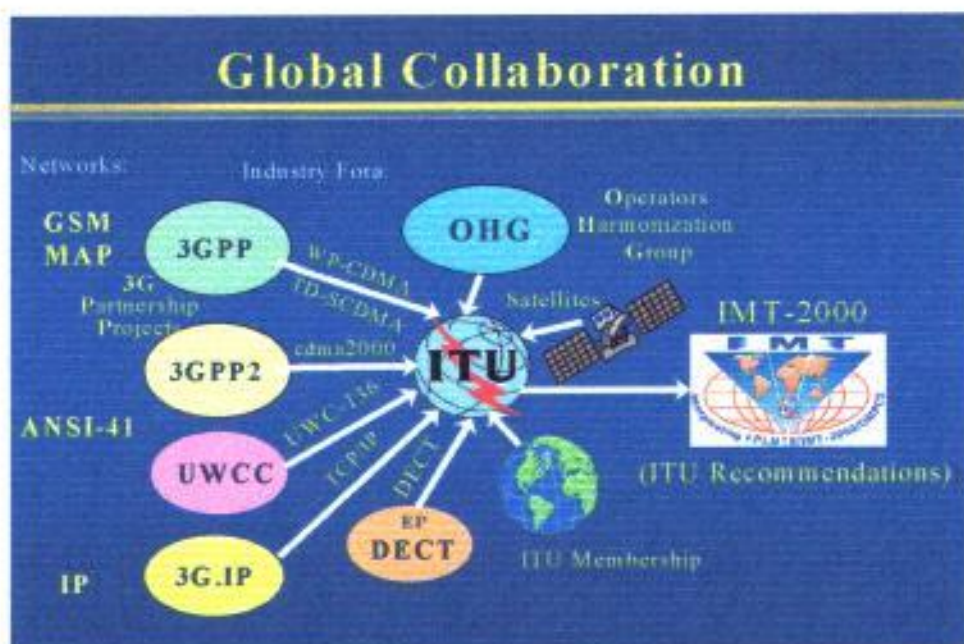 Global Collaboration
Networks:
Industry Fora:
GSM
MAP
3GPP
OHG
Operators
Harmonization
Group
3G
Partnership
Projects
WP-CDMA
TD-SCDMA
Satellites
IMT-2000
IMT
3GPP2
cdma2000
ITU
ANSI-41
UWCC
UWC-136
TCP/IP
DECT
(ITU Recommendations)
EP
DECT
ITU Membership
IP
3G.IP